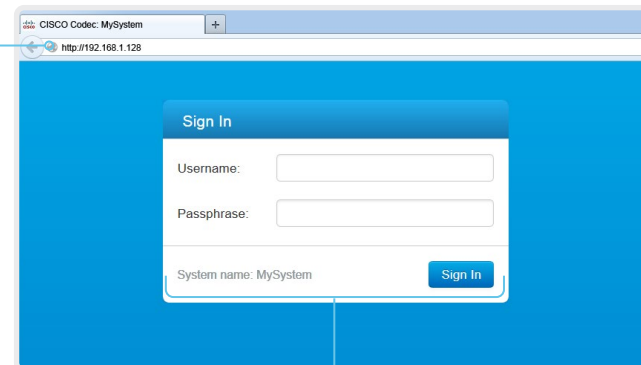 CISCO Codec: MySystem
http://192.168.1.128
Sign In
Username:
Passphrase:
System name: MySystem
Sign In